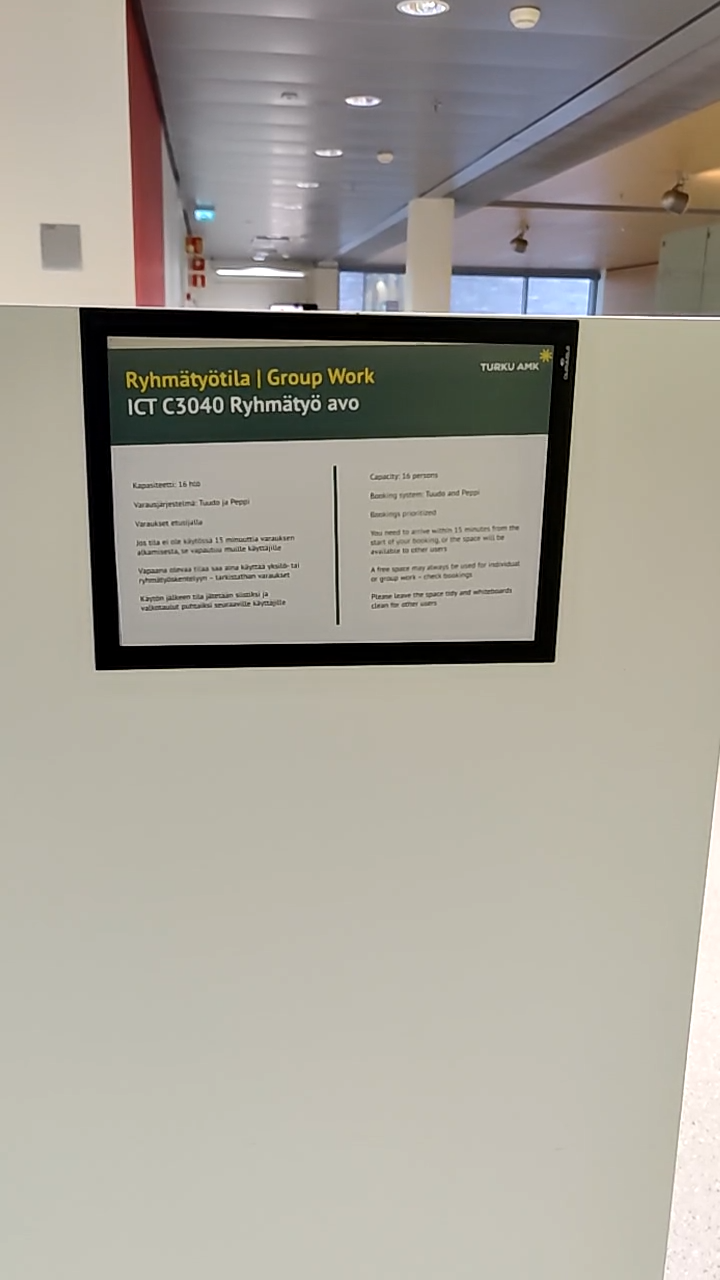 Ryhmätyötila | Group Work
ICT C3040 Ryhmätyö avo
TURKU AMK
Kapasiteetti: 16 hlö
Varausjärjestelmä: Tuudo ja Peppi
Varaukset etusijalla
Jos tila ei ole käytössä 15 minuuttia varauksen
alkamisesta, se vapautuu muille käyttäjille
Vapaana olevaa tilaa saa aina käyttää yksilö- tai
ryhmätyöskentelyyn – tarkistathan varaukset
Käytön jälkeen tila jätetään siistiksi ja
valkotaulut puhtaiksi seuraaville käyttäjille
Capacity: 16 persons
Booking system: Tuudo and Peppi
Bookings prioritized
You need to arrive within 15 minutes from the
start of your booking, or the space will be
available to other users
A free space may always be used for individual
or group work – check bookings
Please leave the space tidy and whiteboards
clean for other users